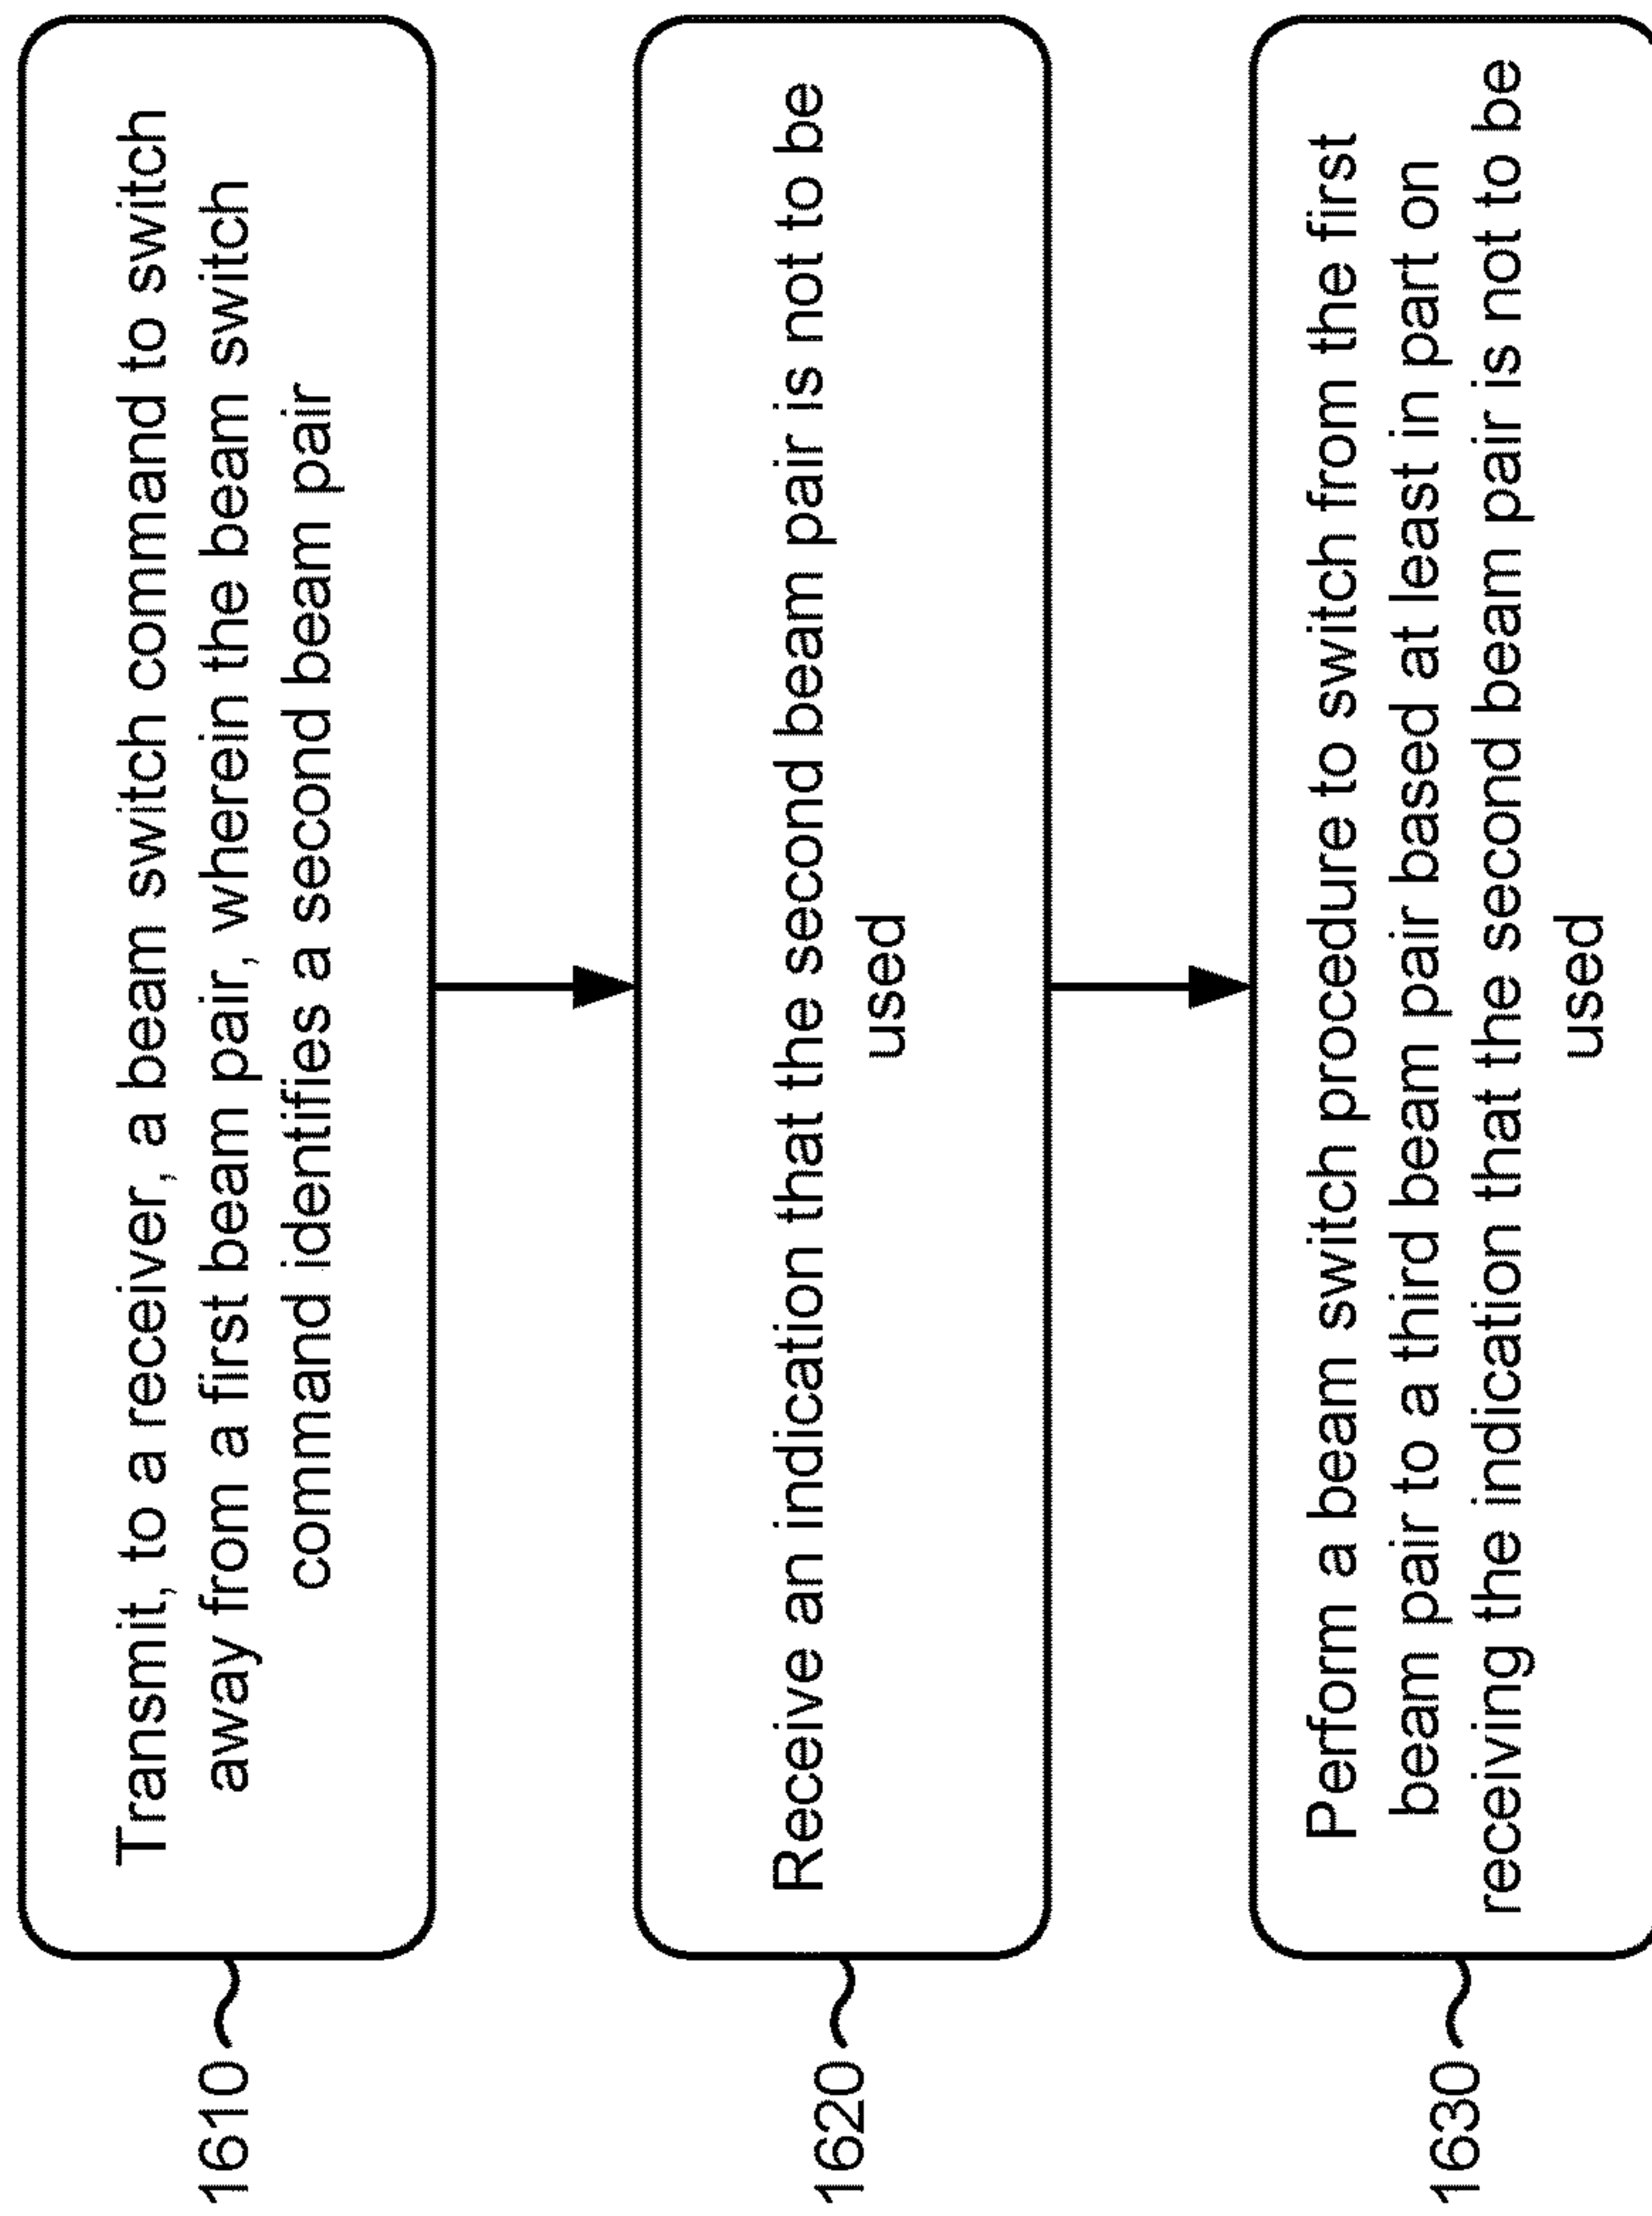 1610
Transmit, to a receiver, a beam switch command to switch
away from a first beam pair, wherein the beam switch
command identifies a second beam pair
1620
Receive an indication that the second beam pair is not to be
used
1630
Perform a beam switch procedure to switch from the first
beam pair to a third beam pair based at least in part on
receiving the indication that the second beam pair is not to be
used